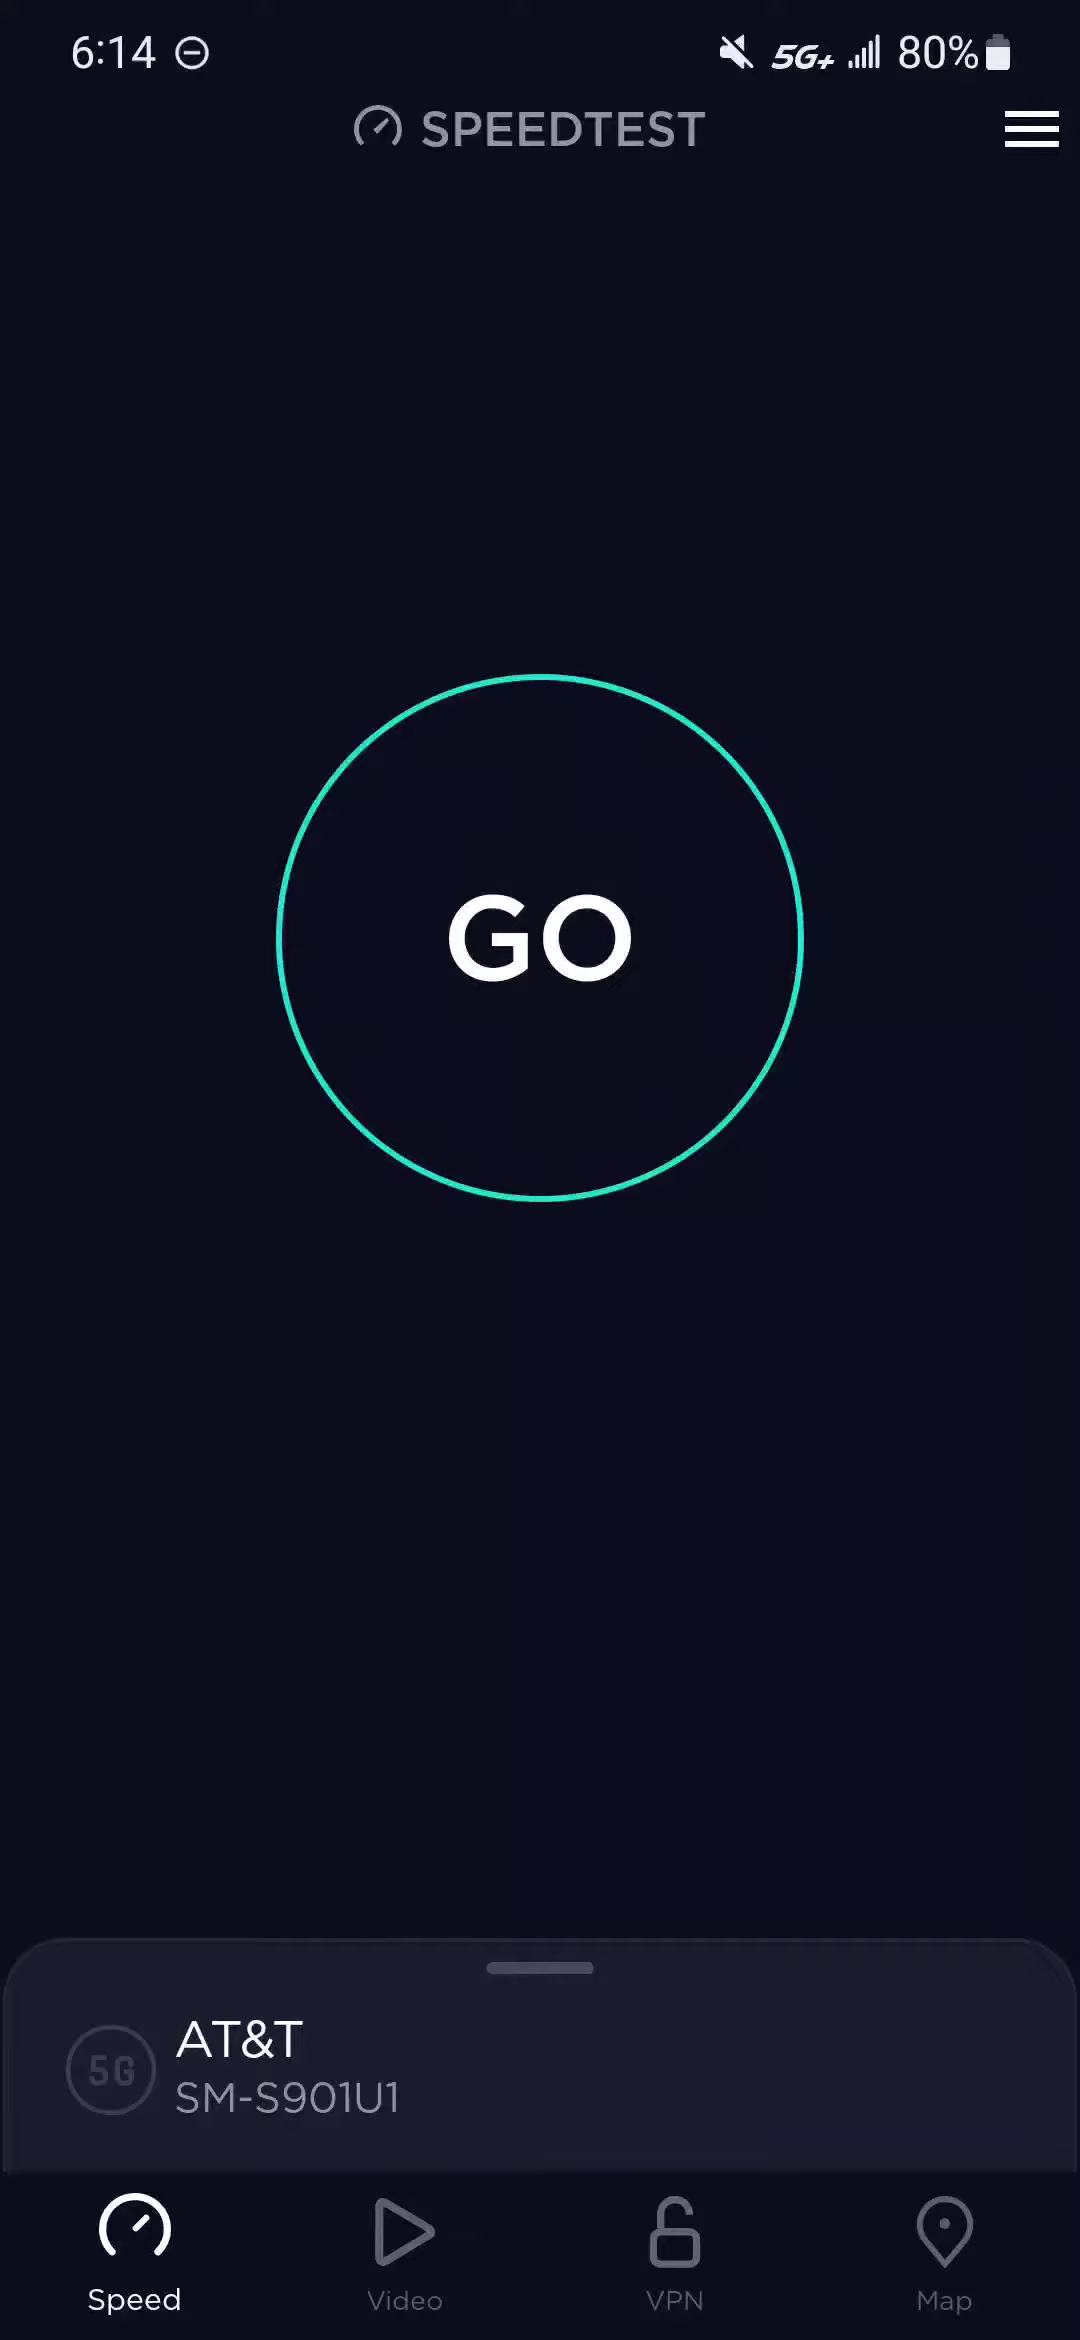 6:14 5G+ 80%
SPEEDTEST
GO
5G
AT&T
SM-S901U1
Speed Video VPN Map